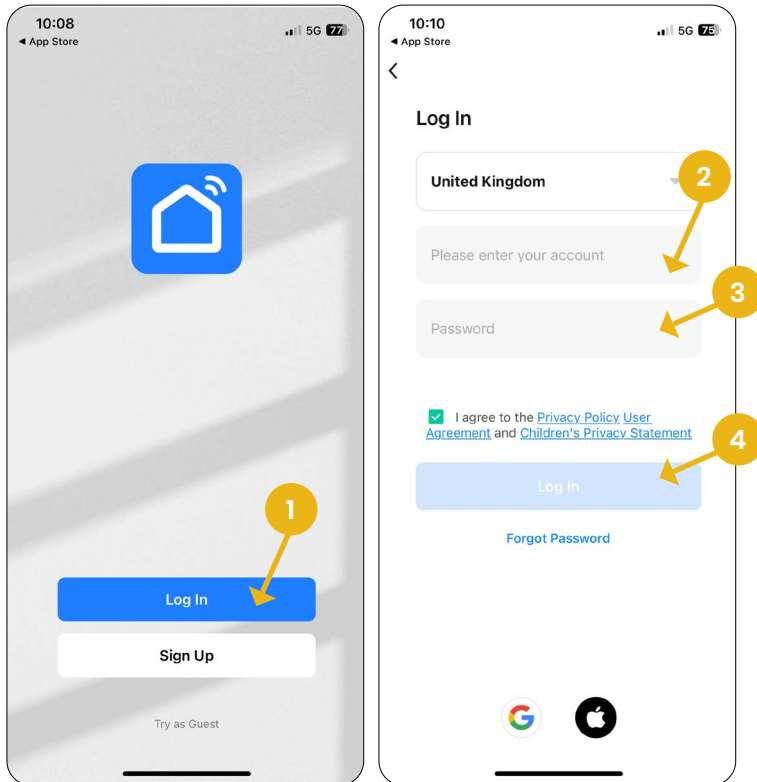 10:08
5G 77
◄ App Store
1
Log In
Sign Up
Try as Guest
10:10
5G 75
◄ App Store
Log In
United Kingdom
2
Please enter your account
3
Password
I agree to the Privacy Policy User
Agreement and Children's Privacy Statement
4
Log In
Forgot Password
G